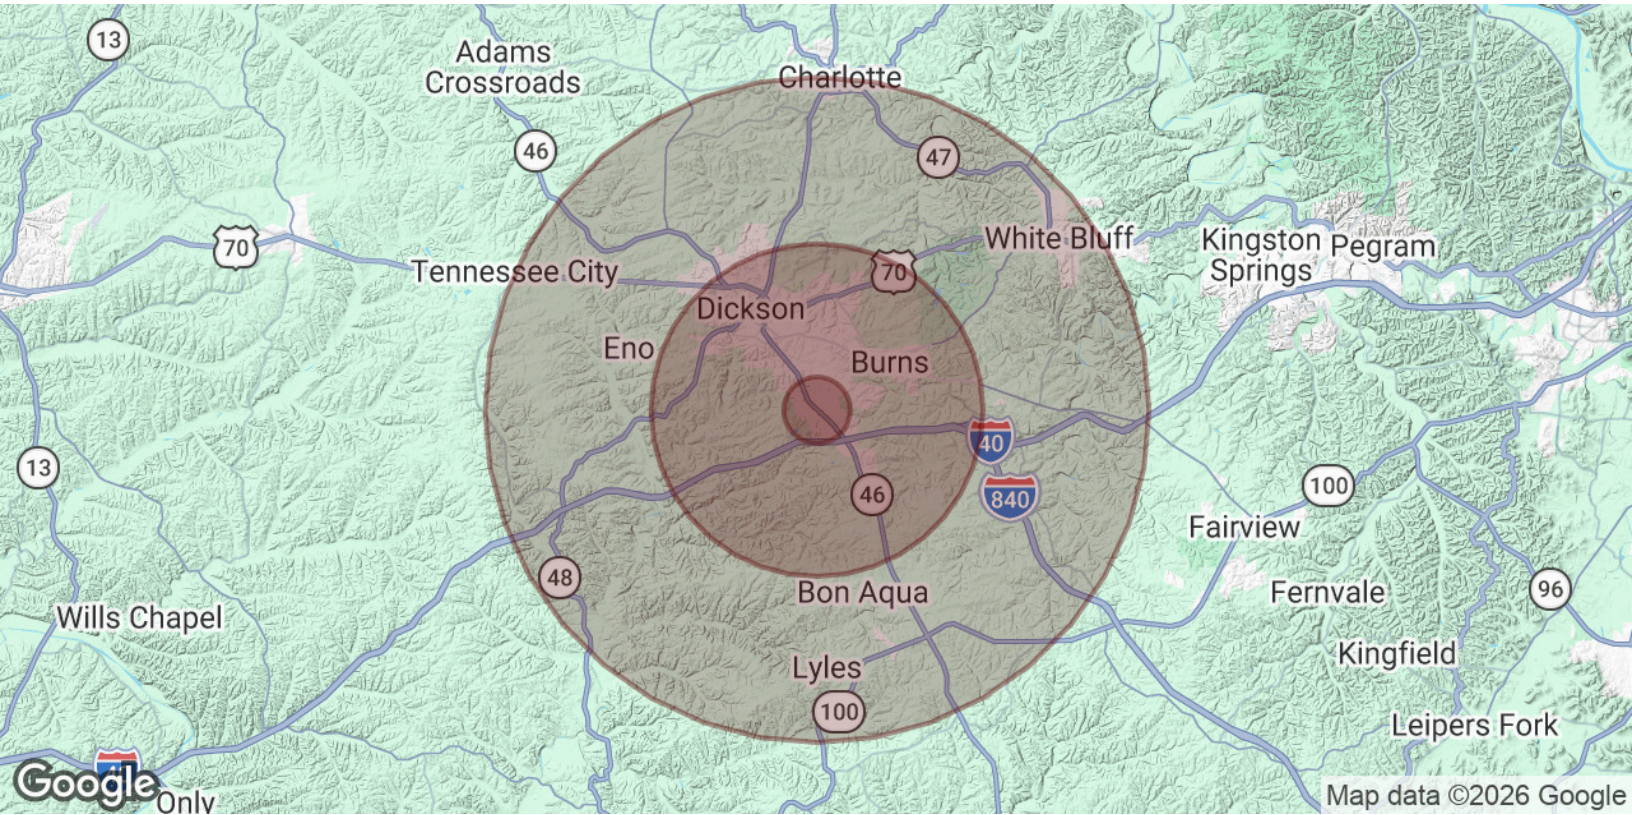 13
Adams
Crossroads
Charlotte
46
47
70
Tennessee City
70
White Bluff
Kingston
Springs
Pegram
Dickson
Eno
Burns
40
13
46
840
100
Fairview
48
Bon Aqua
Fernvale
96
Wills Chapel
Lyles
Kingfield
100
Leipers Fork
Google
Only
Map data ©2026 Google